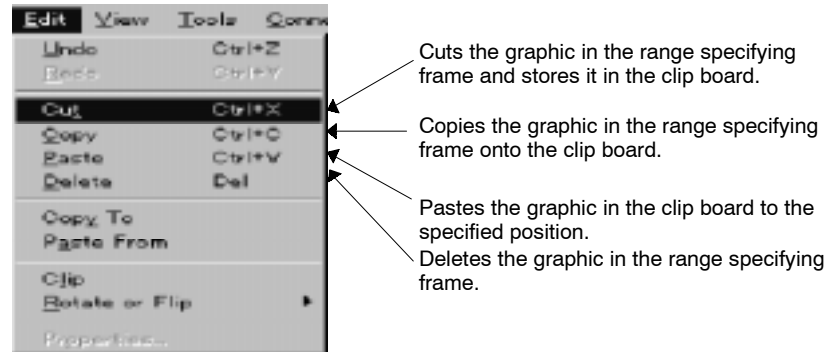 Edit View Tools Conne
Undo Ctrl+Z
Redo Ctrl+Y
Cut Ctrl+X
Copy Ctrl+C
Paste Ctrl+V
Delete Del
Copy To
Paste From
Clip
Rotate or Flip
Properties...
Cuts the graphic in the range specifying
frame and stores it in the clip board.
Copies the graphic in the range specifying
frame onto the clip board.
Pastes the graphic in the clip board to the
specified position.
Deletes the graphic in the range specifying
frame.